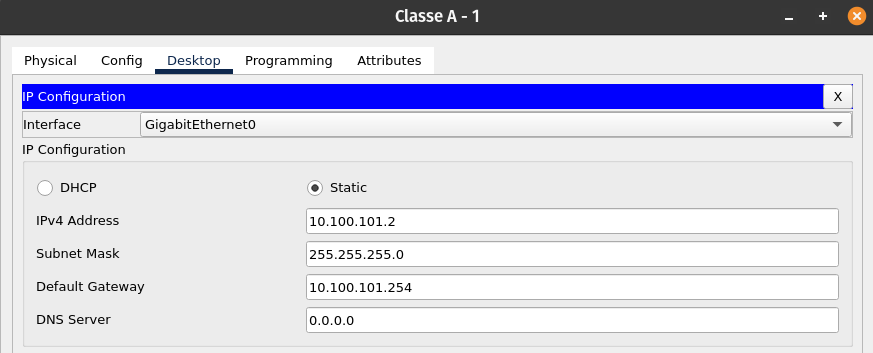 Classe A - 1
Physical Config Desktop Programming Attributes
IP Configuration X
Interface GigabitEthernet0
IP Configuration
DHCP Static
IPv4 Address 10.100.101.2
Subnet Mask 255.255.255.0
Default Gateway 10.100.101.254
DNS Server 0.0.0.0